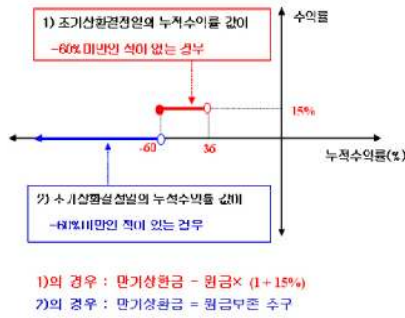 수익률
1) 조기상환결정일의 누적수익률 값이
-60%미만인 적이 없는 경우
15%
-60
36
누적수익률(%)
2) 조기상환결정일의 누적수익률 값이
-60%미만인 적이 있는 경우
1)의 경우 : 만기상환금 = 원금× (1+15%)
2)의 경우 : 만기상환금 = 원금보존 추구